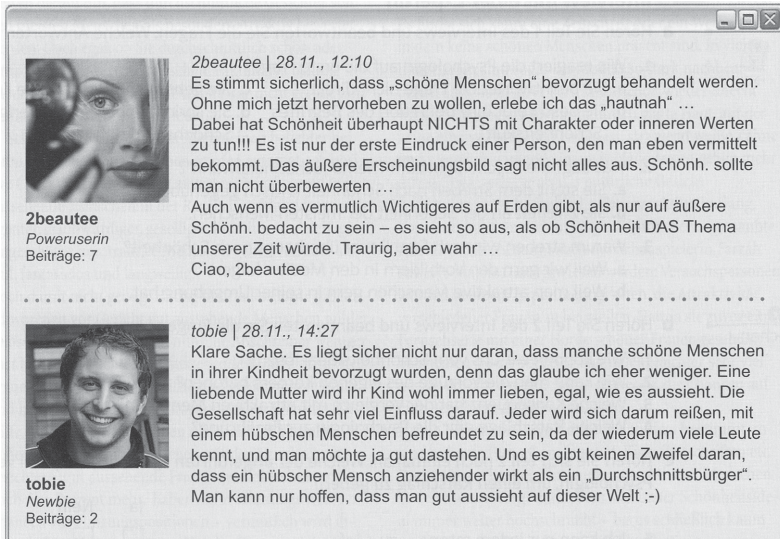 2beautee | 28.11., 12:10
Es stimmt sicherlich, dass „schöne Menschen“ bevorzugt behandelt werden.
Ohne mich jetzt hervorheben zu wollen, erlebe ich das „hautnah“ …
Dabei hat Schönheit überhaupt NICHTS mit Charakter oder inneren Werten
zu tun!!! Es ist nur der erste Eindruck einer Person, den man eben vermittelt
bekommt. Das äußere Erscheinungsbild sagt nicht alles aus. Schönh. sollte
man nicht überbewerten …
Auch wenn es vermutlich Wichtigeres auf Erden gibt, als nur auf äußere
Schönh. bedacht zu sein – es sieht so aus, als ob Schönheit DAS Thema
unserer Zeit würde. Traurig, aber wahr …
Ciao, 2beautee
2beautee
Poweruserin
Beiträge: 7
tobie | 28.11., 14:27
Klare Sache. Es liegt sicher nicht nur daran, dass manche schöne Menschen
in ihrer Kindheit bevorzugt wurden, denn das glaube ich eher weniger. Eine
liebende Mutter wird ihr Kind wohl immer lieben, egal, wie es aussieht. Die
Gesellschaft hat sehr viel Einfluss darauf. Jeder wird sich darum reißen, mit
einem hübschen Menschen befreundet zu sein, da der wiederum viele Leute
kennt, und man möchte ja gut dastehen. Und es gibt keinen Zweifel daran,
dass ein hübscher Mensch anziehender wirkt als ein „Durchschnittsbürger“.
Man kann nur hoffen, dass man gut aussieht auf dieser Welt ;-)
tobie
Newbie
Beiträge: 2